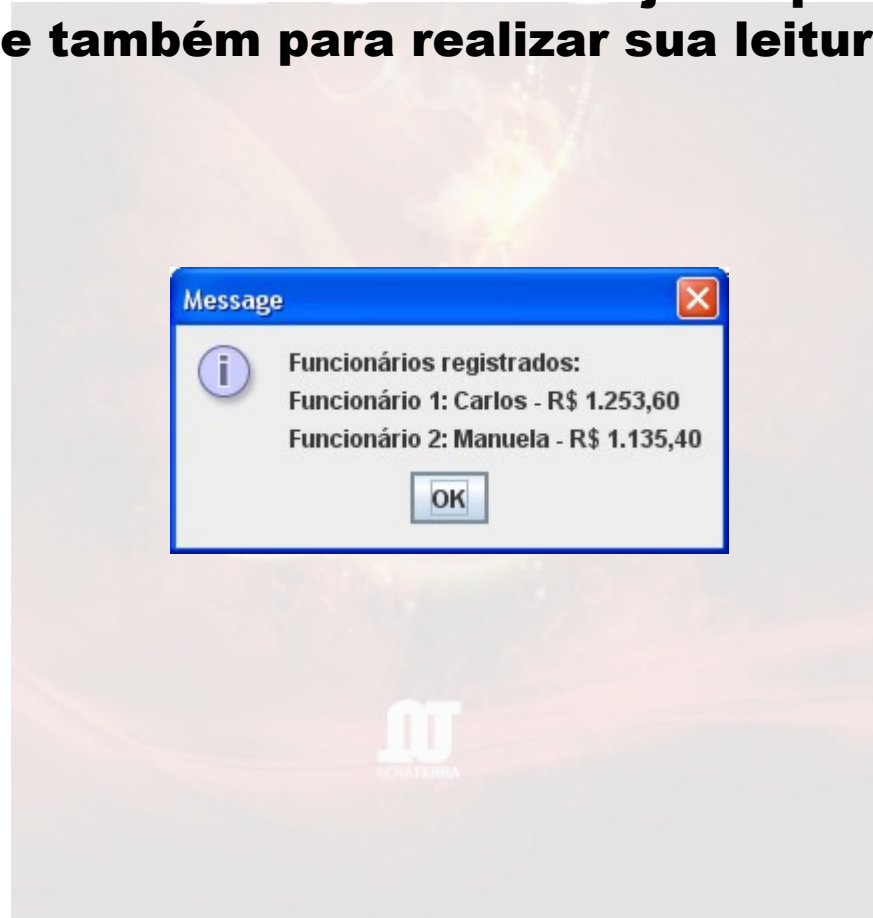 e também para realizar sua leitur
Message
Funcionários registrados:
Funcionário 1: Carlos - R$ 1.253,60
Funcionário 2: Manuela - R$ 1.135,40
OK
NOVATERRA